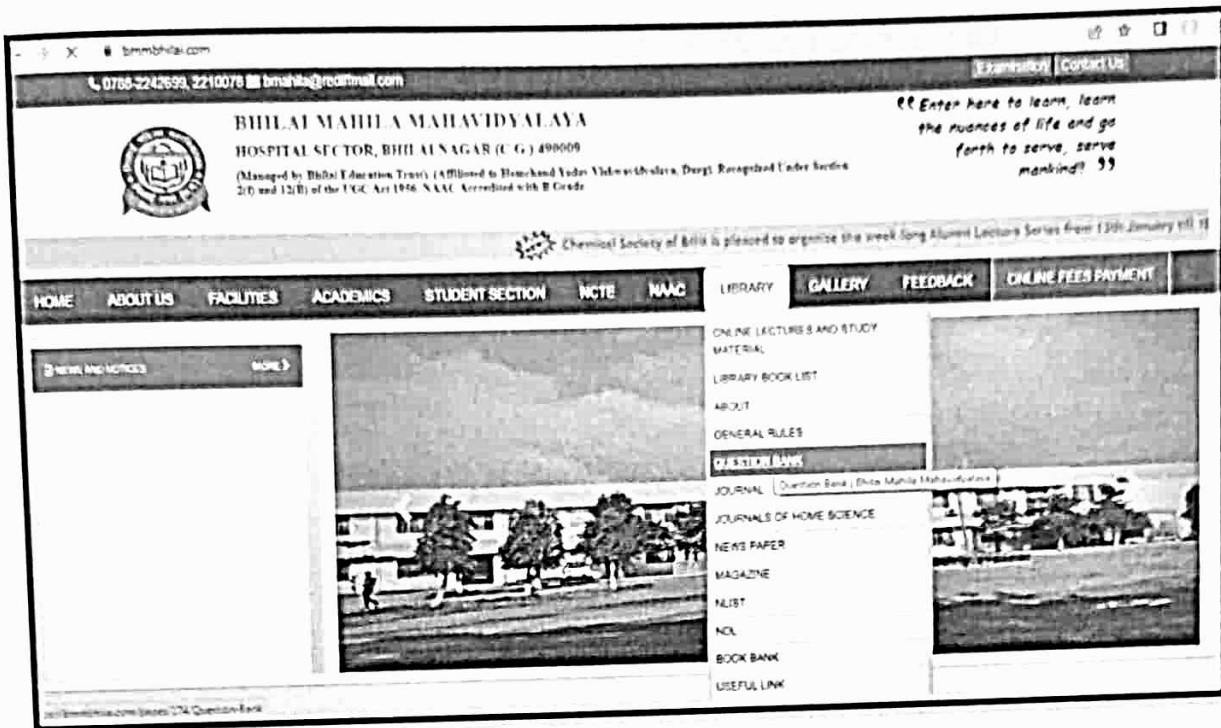 bmmbhilai.com
0788-2242699, 2210078 bmahila@rediffmail.com
Examination Contact Us
BHILAI MAHILA MAHAVIDYALAYA
HOSPITAL SECTOR, BHILAI NAGAR (C.G.) 490009
(Managed by Bhilai Education Trust) (Affiliated to Hemchand Yadav Vishwavidyalaya, Durg). Recognized Under Section
2(f) and 12(B) of the UGC Act 1956. NAAC Accredited with B Grade
“Enter here to learn, learn
the nuances of life and go
forth to serve, serve
mankind!”
Chemical Society of BMM is pleased to organize the week long Alumni Lecture Series from 13th January till
HOME ABOUT US FACILITIES ACADEMICS STUDENT SECTION NCTE NAAC LIBRARY GALLERY FEEDBACK ONLINE FEES PAYMENT
NEWS AND NOTICES MORE
ONLINE LECTURES AND STUDY
MATERIAL
LIBRARY BOOK LIST
ABOUT
GENERAL RULES
QUESTION BANK
JOURNAL Question Bank | Bhilai Mahila Mahavidyalaya
JOURNALS OF HOME SCIENCE
NEWS PAPER
MAGAZINE
NLIST
NDL
BOOK BANK
USEFUL LINK